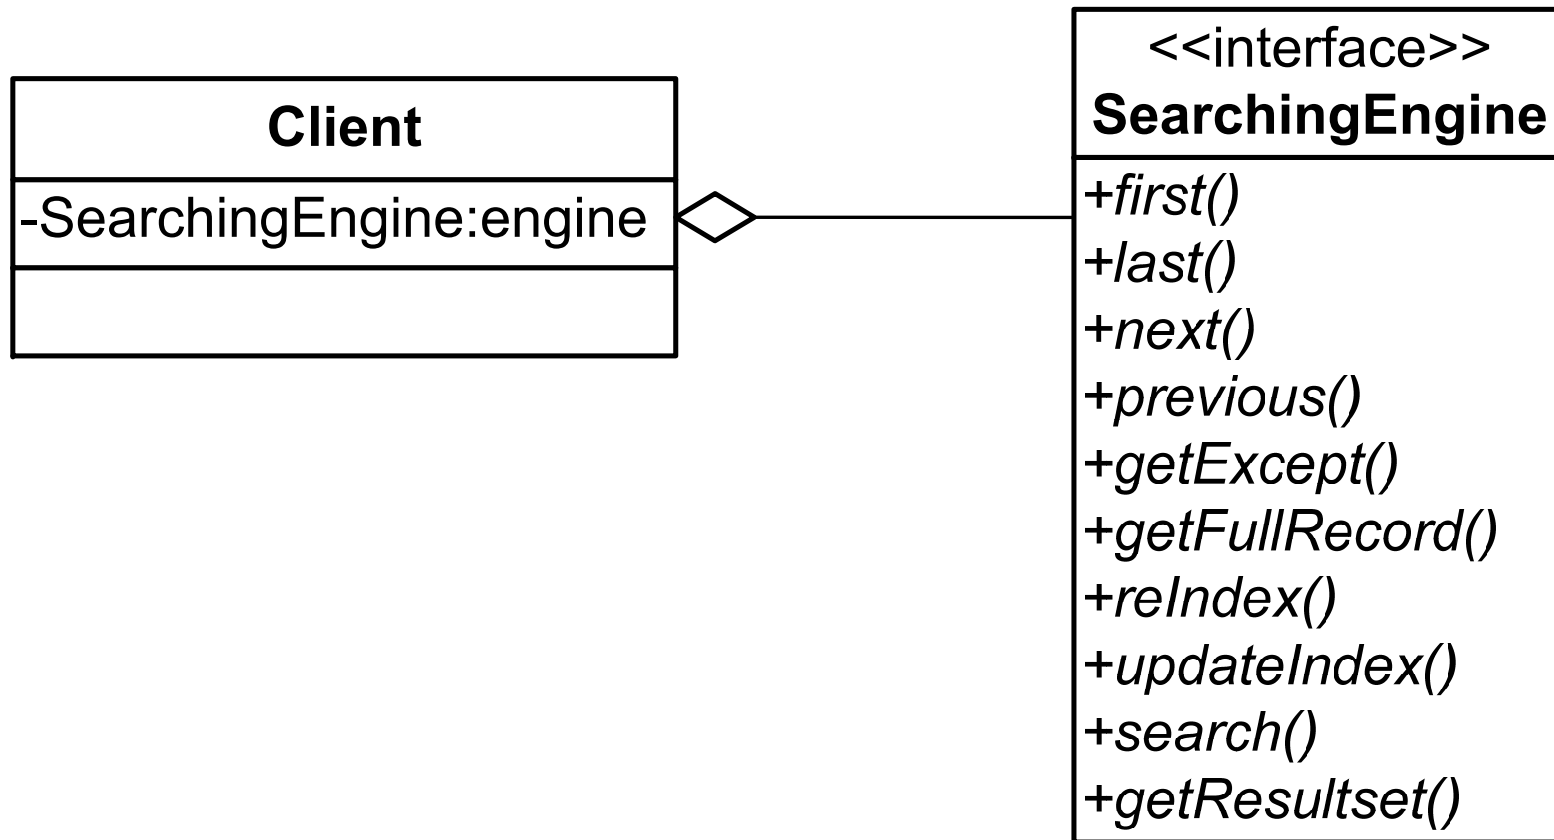 Client
-SearchingEngine:engine
<<interface>>
SearchingEngine
+first()
+last()
+next()
+previous()
+getExcept()
+getFullRecord()
+reIndex()
+updateIndex()
+search()
+getResultset()